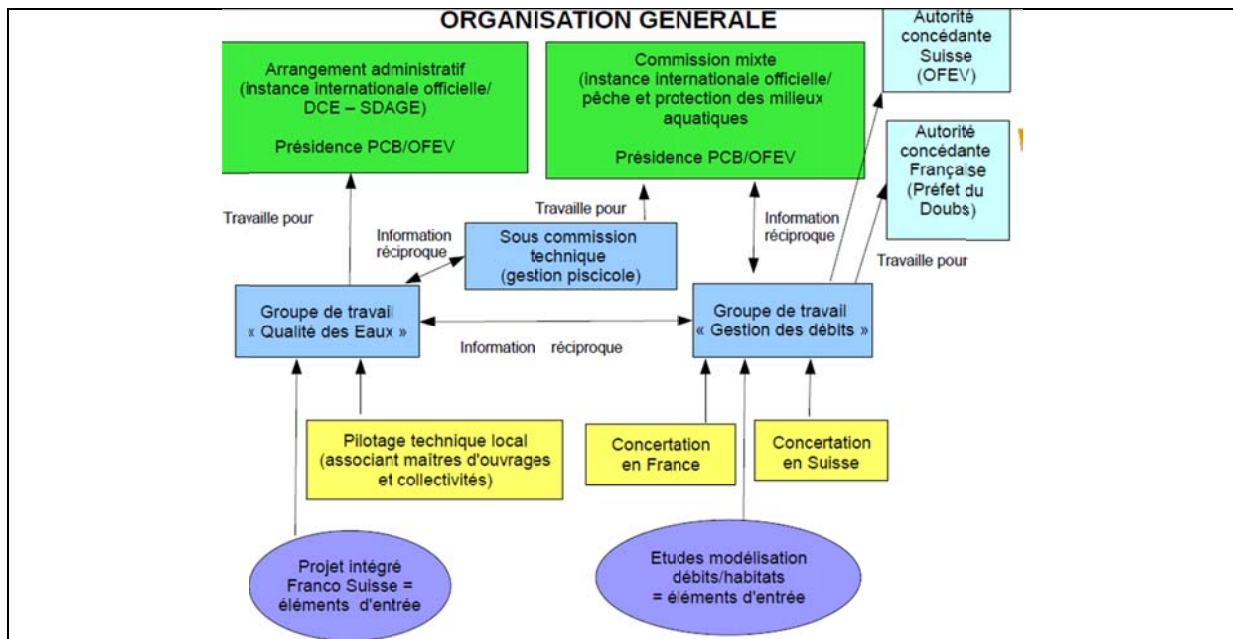 ORGANISATION GENERALE
Arrangement administratif
(instance internationale officielle/
DCE – SDAGE)
Présidence PCB/OFEV
Commission mixte
(instance internationale officielle/
pêche et protection des milieux
aquatiques
Présidence PCB/OFEV
Autorité
concédante
Suisse
(OFEV)
Autorité
concédante
Française
(Préfet du
Doubs)
Travaille pour
Information
réciproque
Travaille pour
Sous commission
technique
(gestion piscicole)
Information
réciproque
Travaille pour
Groupe de travail
« Qualité des Eaux »
Information réciproque
Groupe de travail
« Gestion des débits »
Pilotage technique local
(associant maîtres d'ouvrages
et collectivités)
Concertation
en France
Concertation
en Suisse
Projet intégré
Franco Suisse =
éléments d'entrée
Etudes modélisation
débits/habitats
= éléments d'entrée